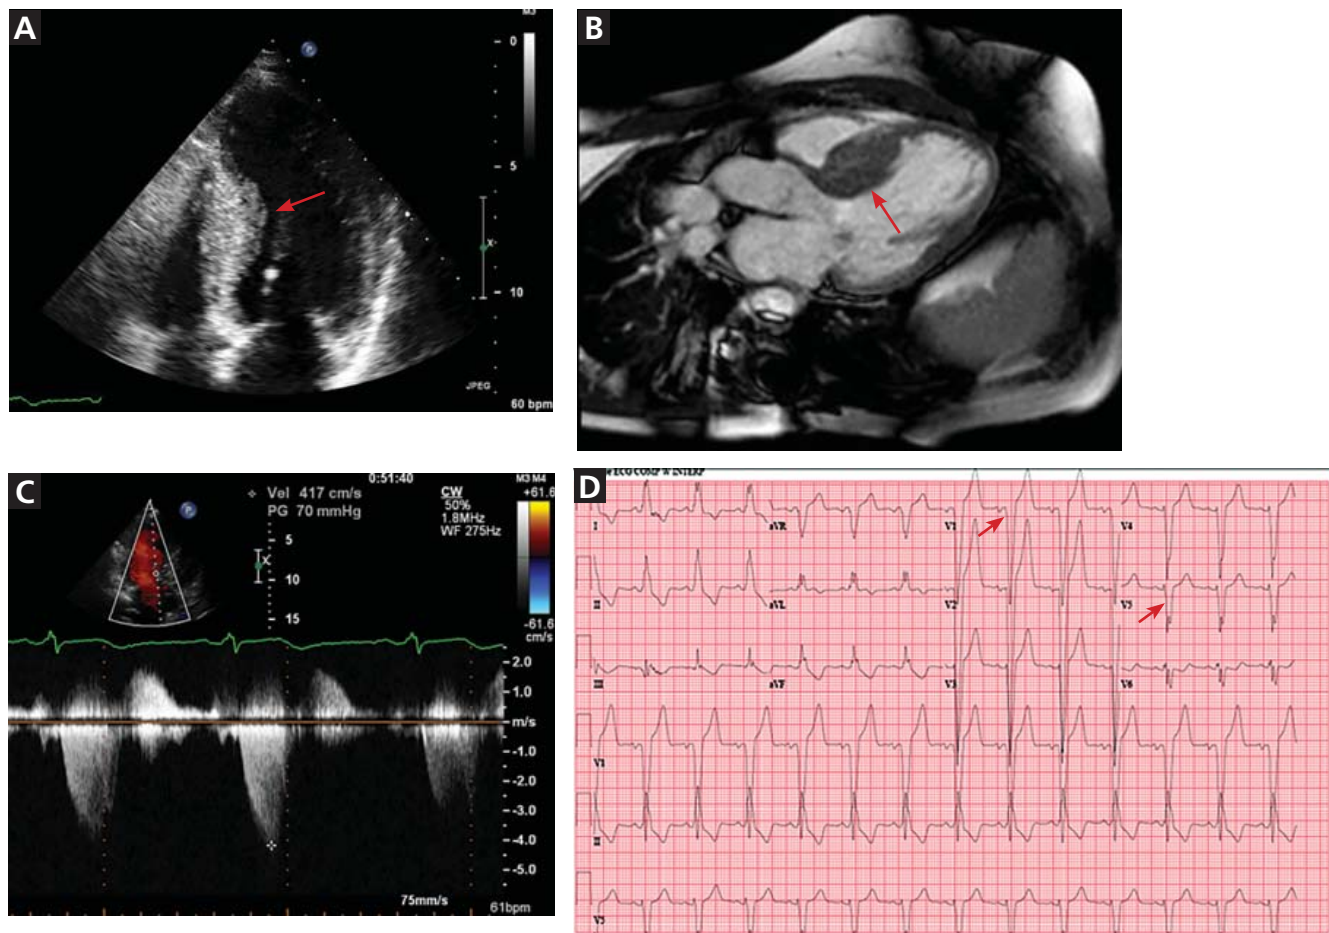 A
M3
0
5
X
10
JPEG
60 bpm
B
C
0:51:40
M3 M4
Vel 417 cm/s
PG 70 mmHg
CW
50%
1.8MHz
WF 275Hz
+61.6
5
X
10
15
-61.6
cm/s
2.0
1.0
m/s
-1.0
-2.0
-3.0
-4.0
-5.0
75mm/s
61bpm
D
ECG COMP W INTERP
I
aVR
V1
V4
II
aVL
V2
V5
III
aVF
V3
V6
V1
II
V5